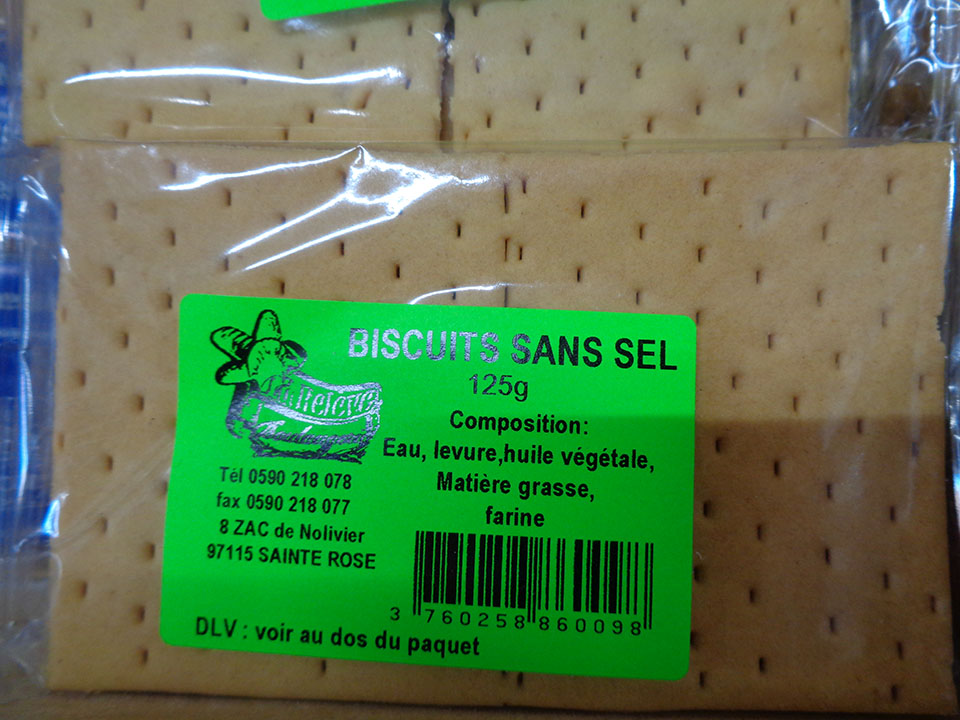 BISCUITS SANS SEL
125g
Composition:
Eau, levure,huile végétale,
Matière grasse,
farine
Tél 0590 218 078
fax 0590 218 077
8 ZAC de Nolivier
97115 SAINTE ROSE
3 760258 860098
DLV : voir au dos du paquet